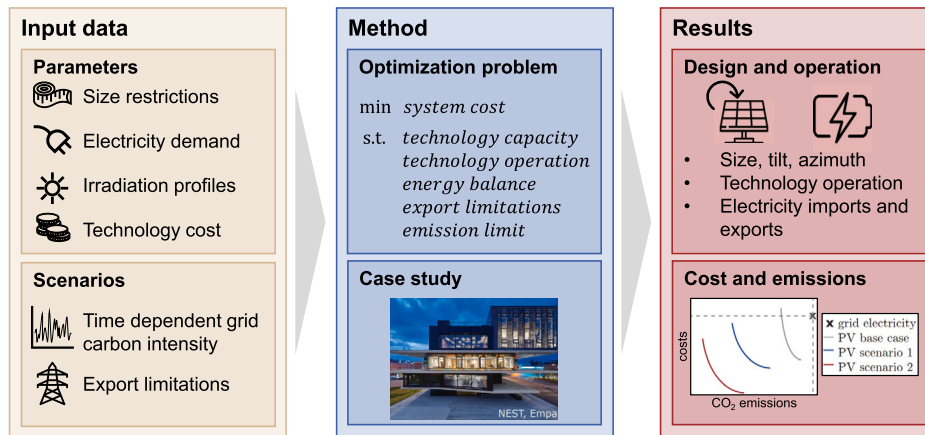 Input data
Parameters
Size restrictions
Electricity demand
Irradiation profiles
Technology cost
Scenarios
Time dependent grid
carbon intensity
Export limitations
Method
Optimization problem
min system cost
s.t. technology capacity
technology operation
energy balance
export limitations
emission limit
Case study
NEST, Empa
Results
Design and operation
• Size, tilt, azimuth
• Technology operation
• Electricity imports and
exports
Cost and emissions
costs
CO₂ emissions
grid electricity
PV base case
PV scenario 1
PV scenario 2